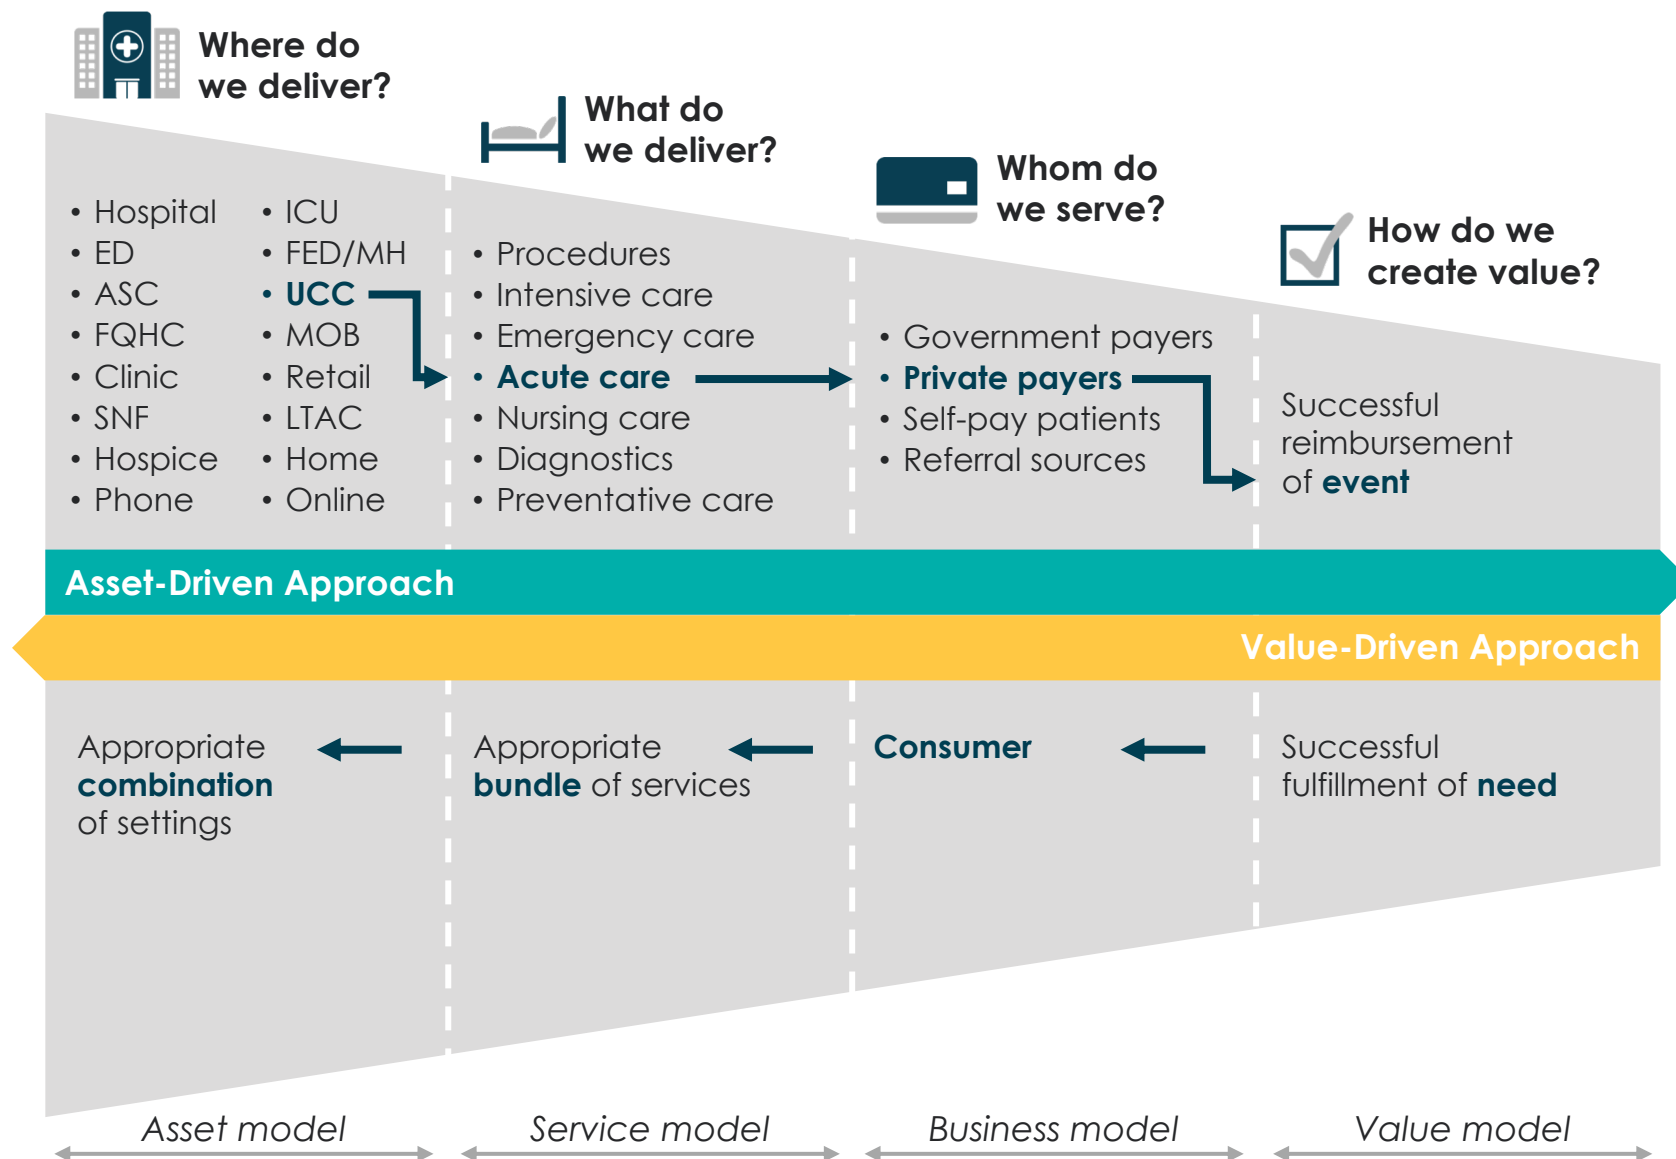 Where do
we deliver?
What do
we deliver?
Whom do
we serve?
How do we
create value?
• Hospital
• ED
• ASC
• FQHC
• Clinic
• SNF
• Hospice
• Phone
• ICU
• FED/MH
• UCC
• MOB
• Retail
• LTAC
• Home
• Online
• Procedures
• Intensive care
• Emergency care
• Acute care
• Nursing care
• Diagnostics
• Preventative care
• Government payers
• Private payers
• Self-pay patients
• Referral sources
Successful
reimbursement
of event
Asset-Driven Approach
Value-Driven Approach
Appropriate
combination
of settings
Appropriate
bundle of services
Consumer
Successful
fulfillment of need
Asset model
Service model
Business model
Value model